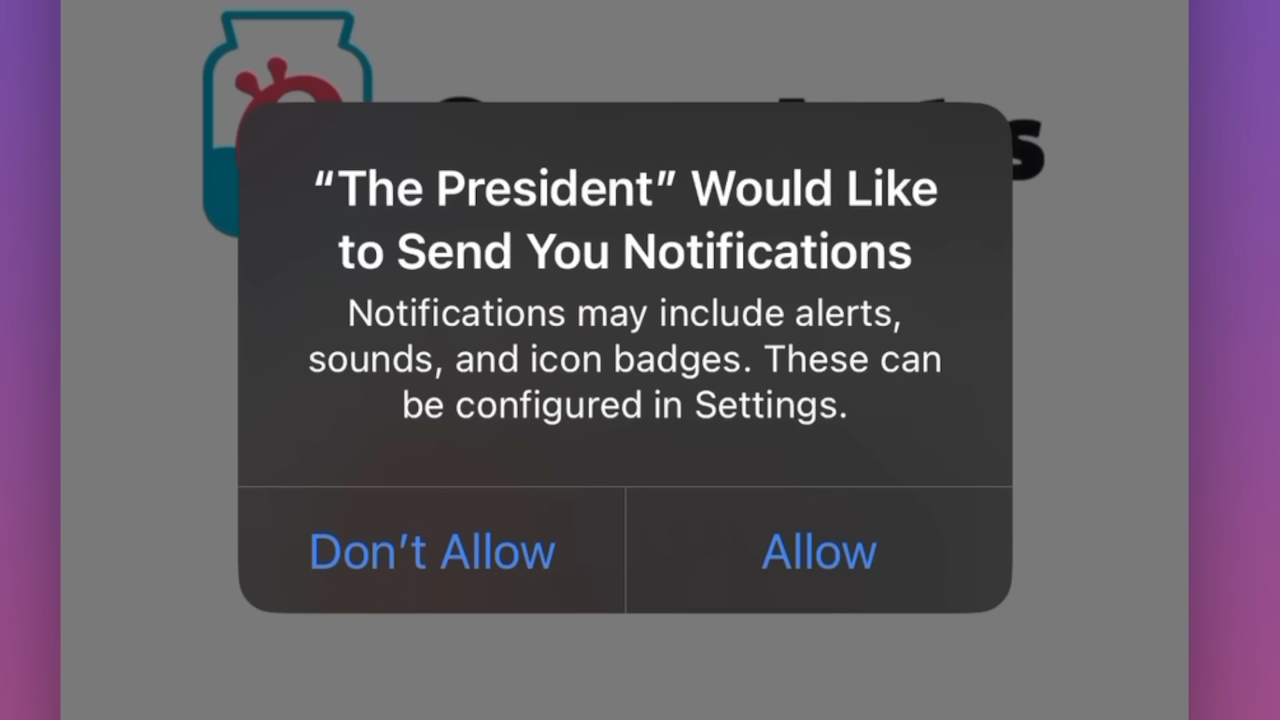 “The President” Would Like
to Send You Notifications
Notifications may include alerts,
sounds, and icon badges. These can
be configured in Settings.
Don’t Allow
Allow